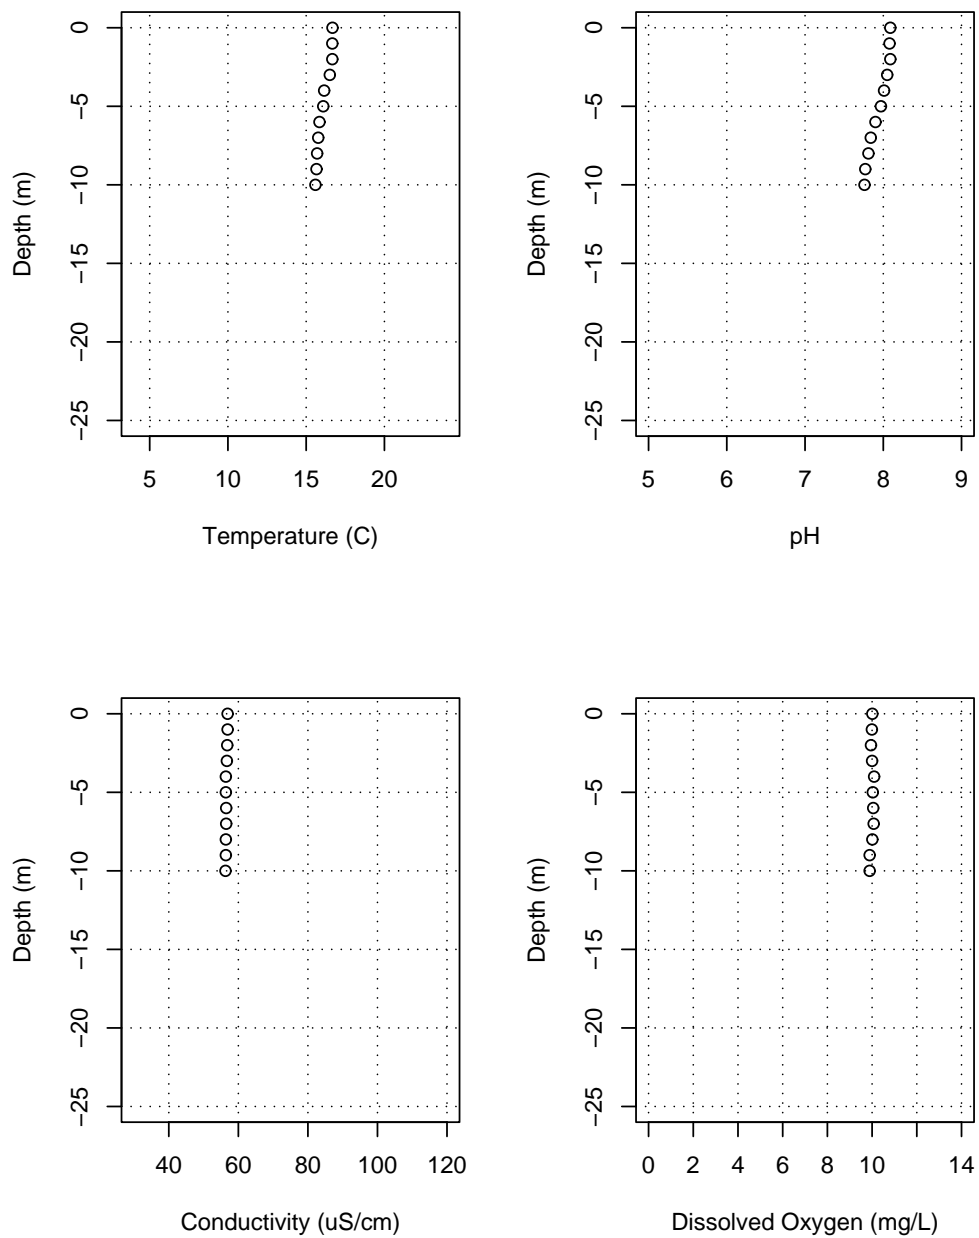 0
−5
−10
−15
−20
−25
Depth (m)
5 10 15 20
Temperature (C)
0
−5
−10
−15
−20
−25
Depth (m)
5 6 7 8 9
pH
0
−5
−10
−15
−20
−25
Depth (m)
40 60 80 100 120
Conductivity (uS/cm)
0
−5
−10
−15
−20
−25
Depth (m)
0 2 4 6 8 10 14
Dissolved Oxygen (mg/L)